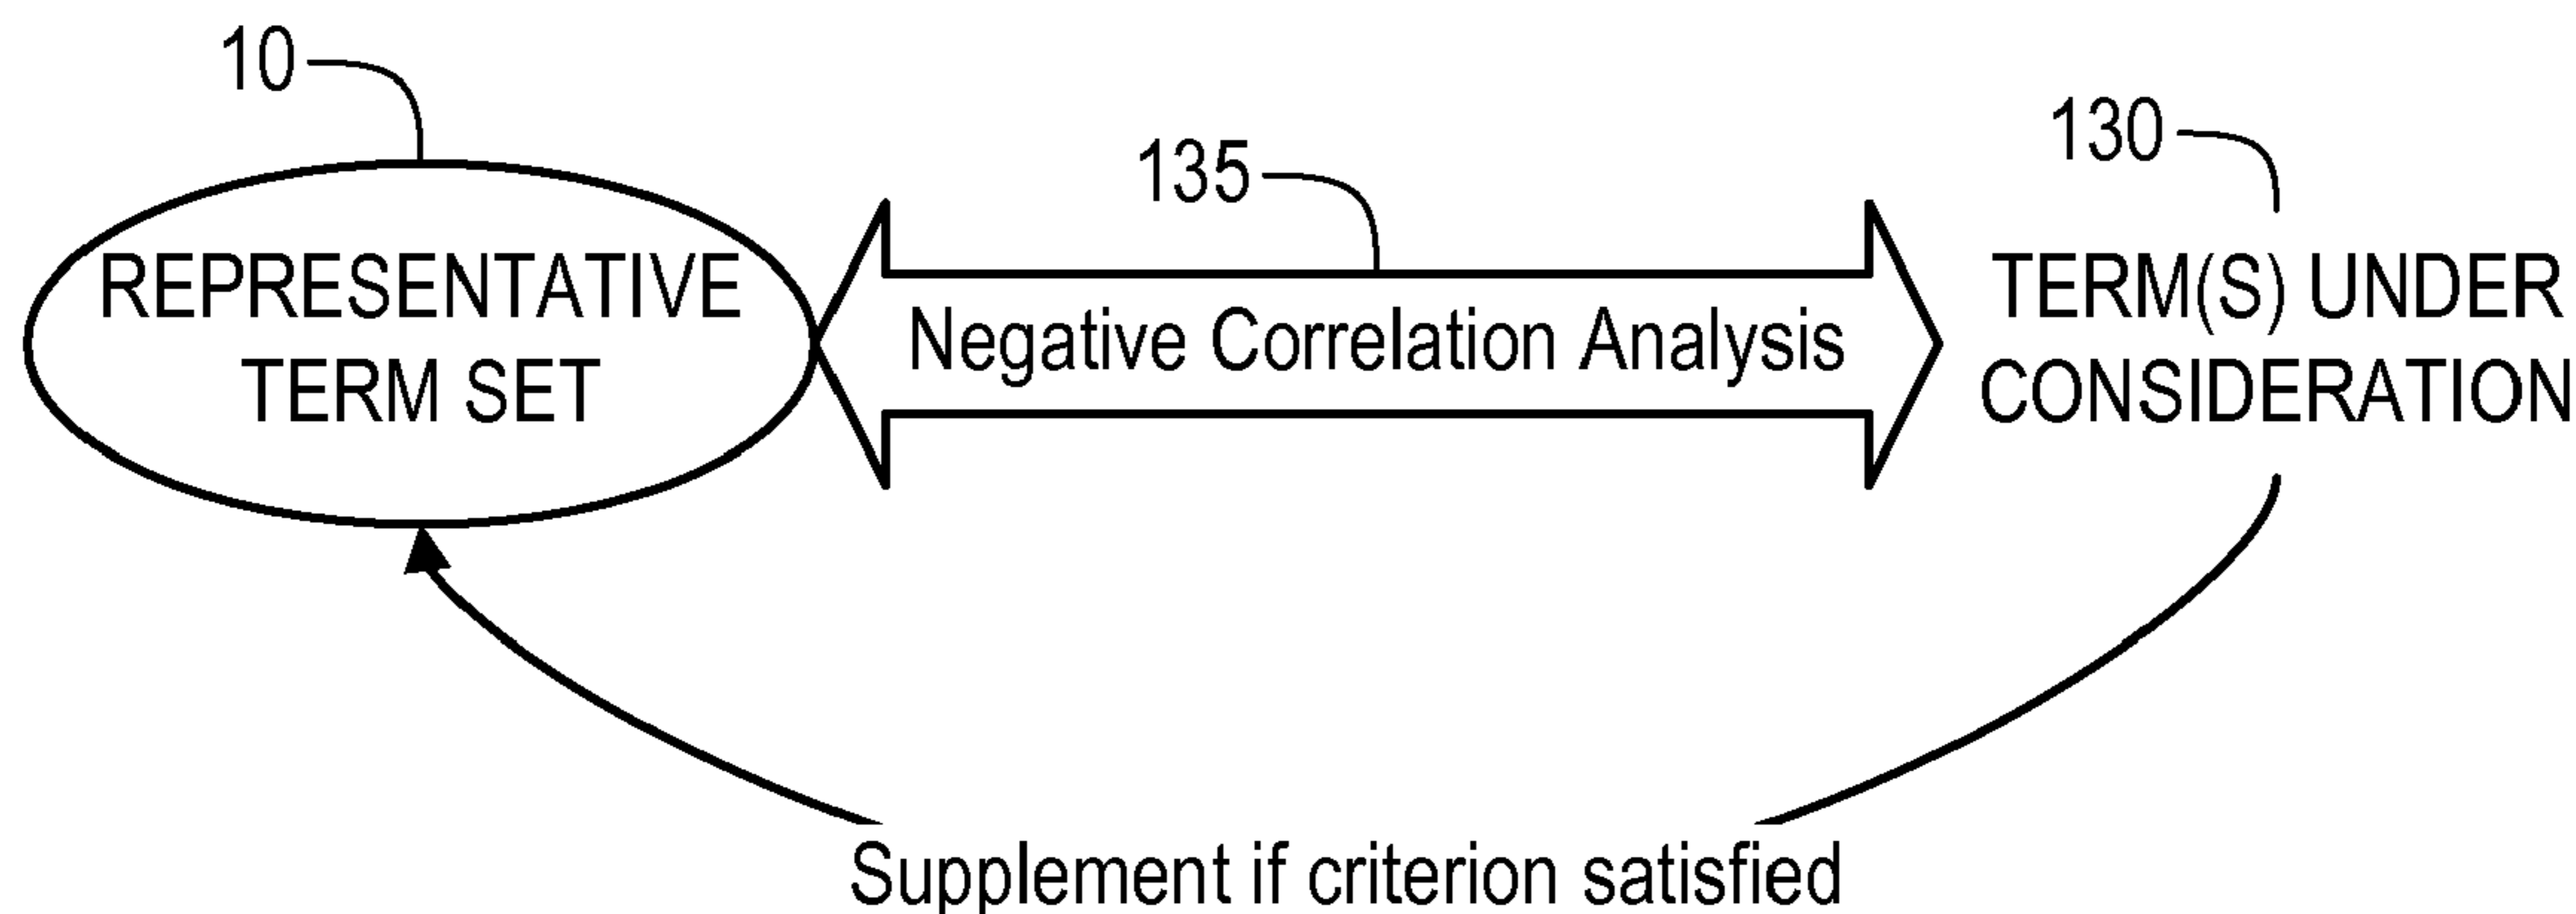 10
130
135
REPRESENTATIVE
TERM SET
Negative Correlation Analysis
TERM(S) UNDER
CONSIDERATION
Supplement if criterion satisfied